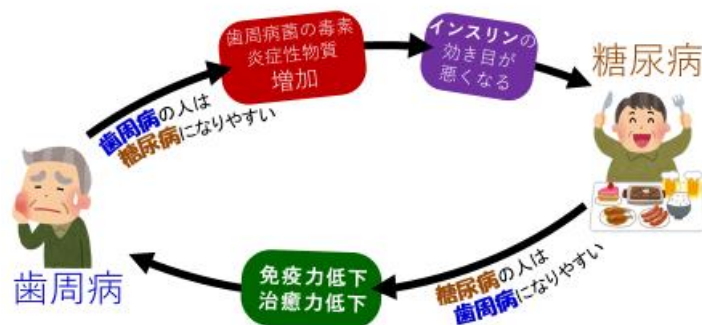 歯周病菌の毒素
炎症性物質
増加
インスリンの
効き目が
悪くなる
糖尿病
歯周病の人は
糖尿病になりやすい
糖尿病の人は
歯周病になりやすい
免疫力低下
治癒力低下
歯周病